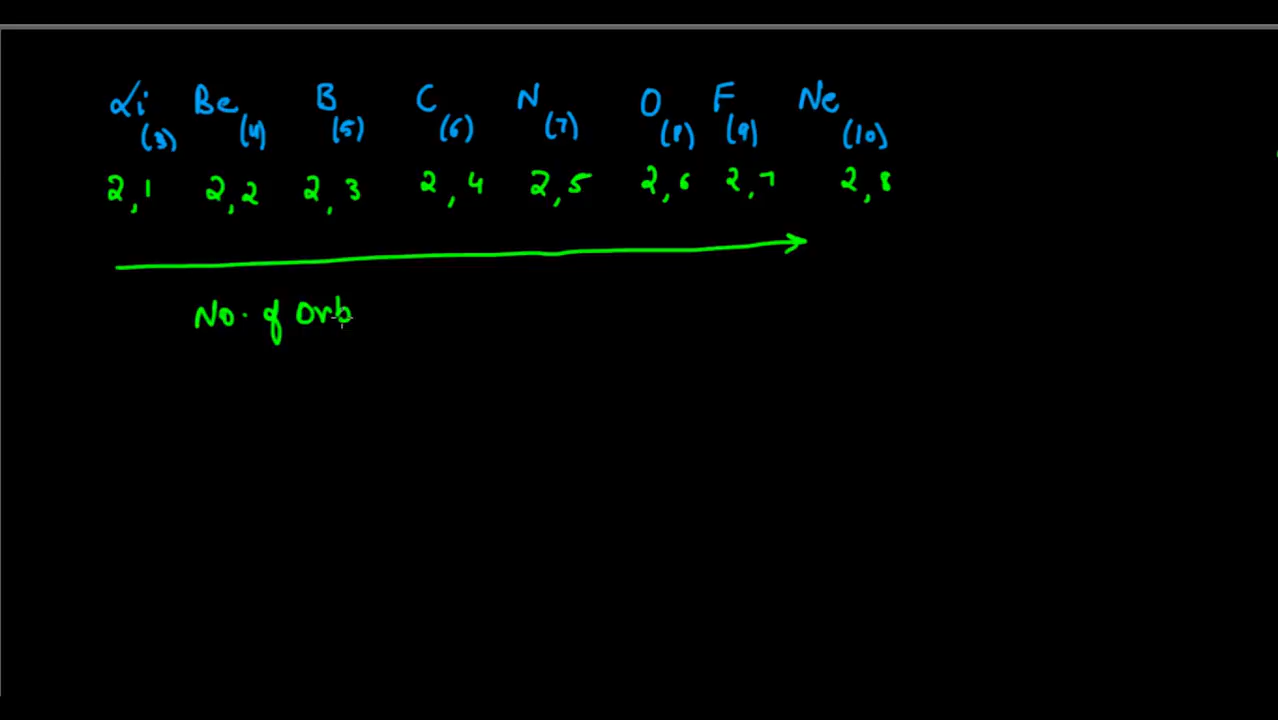 Li Be B C N O F Ne
(3) (4) (5) (6) (7) (8) (9) (10)
2,1 2,2 2,3 2,4 2,5 2,6 2,7 2,8
No. of Orb